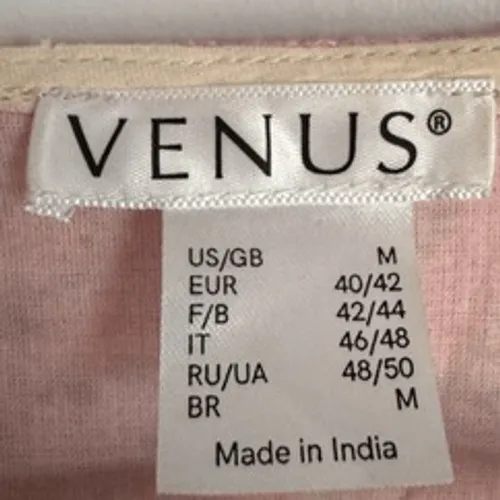 VENUS®
US/GB M
EUR 40/42
F/B 42/44
IT 46/48
RU/UA 48/50
BR M
Made in India